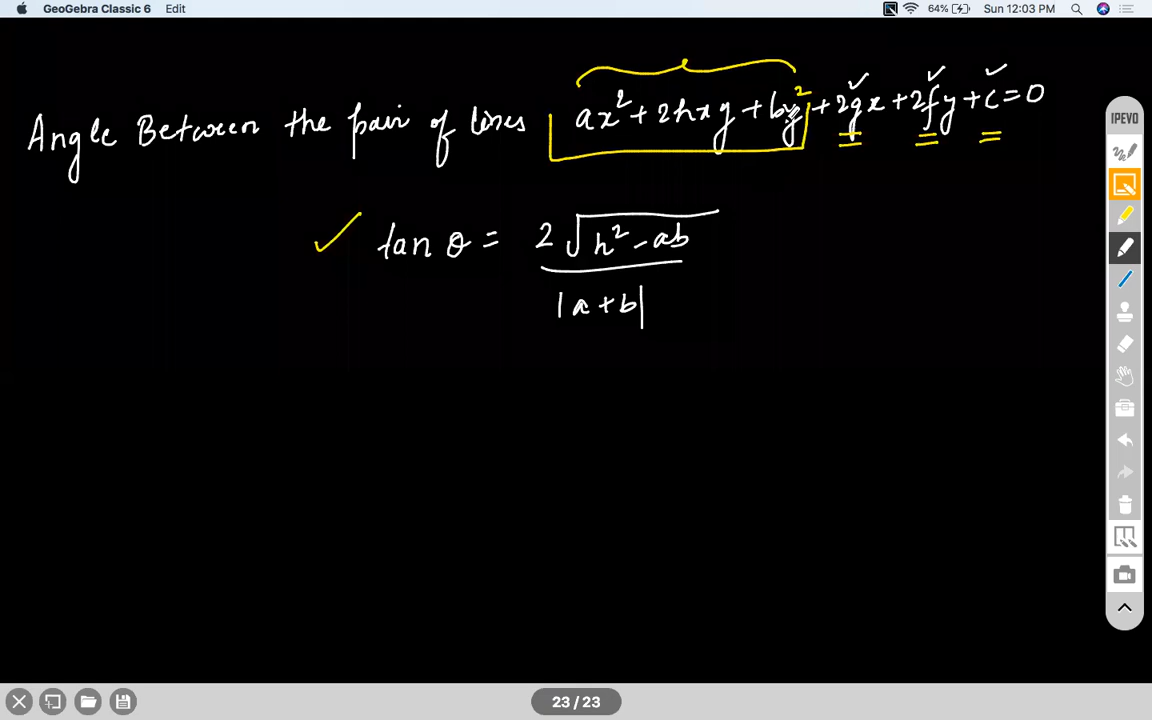 GeoGebra Classic 6 Edit 64% Sun 12:03 PM
Angle Between the pair of lines ax²+2hxy+by²+2gx+2fy+c=0
tan θ = 2√h²-ab
|a+b|
IPEVO
23 / 23